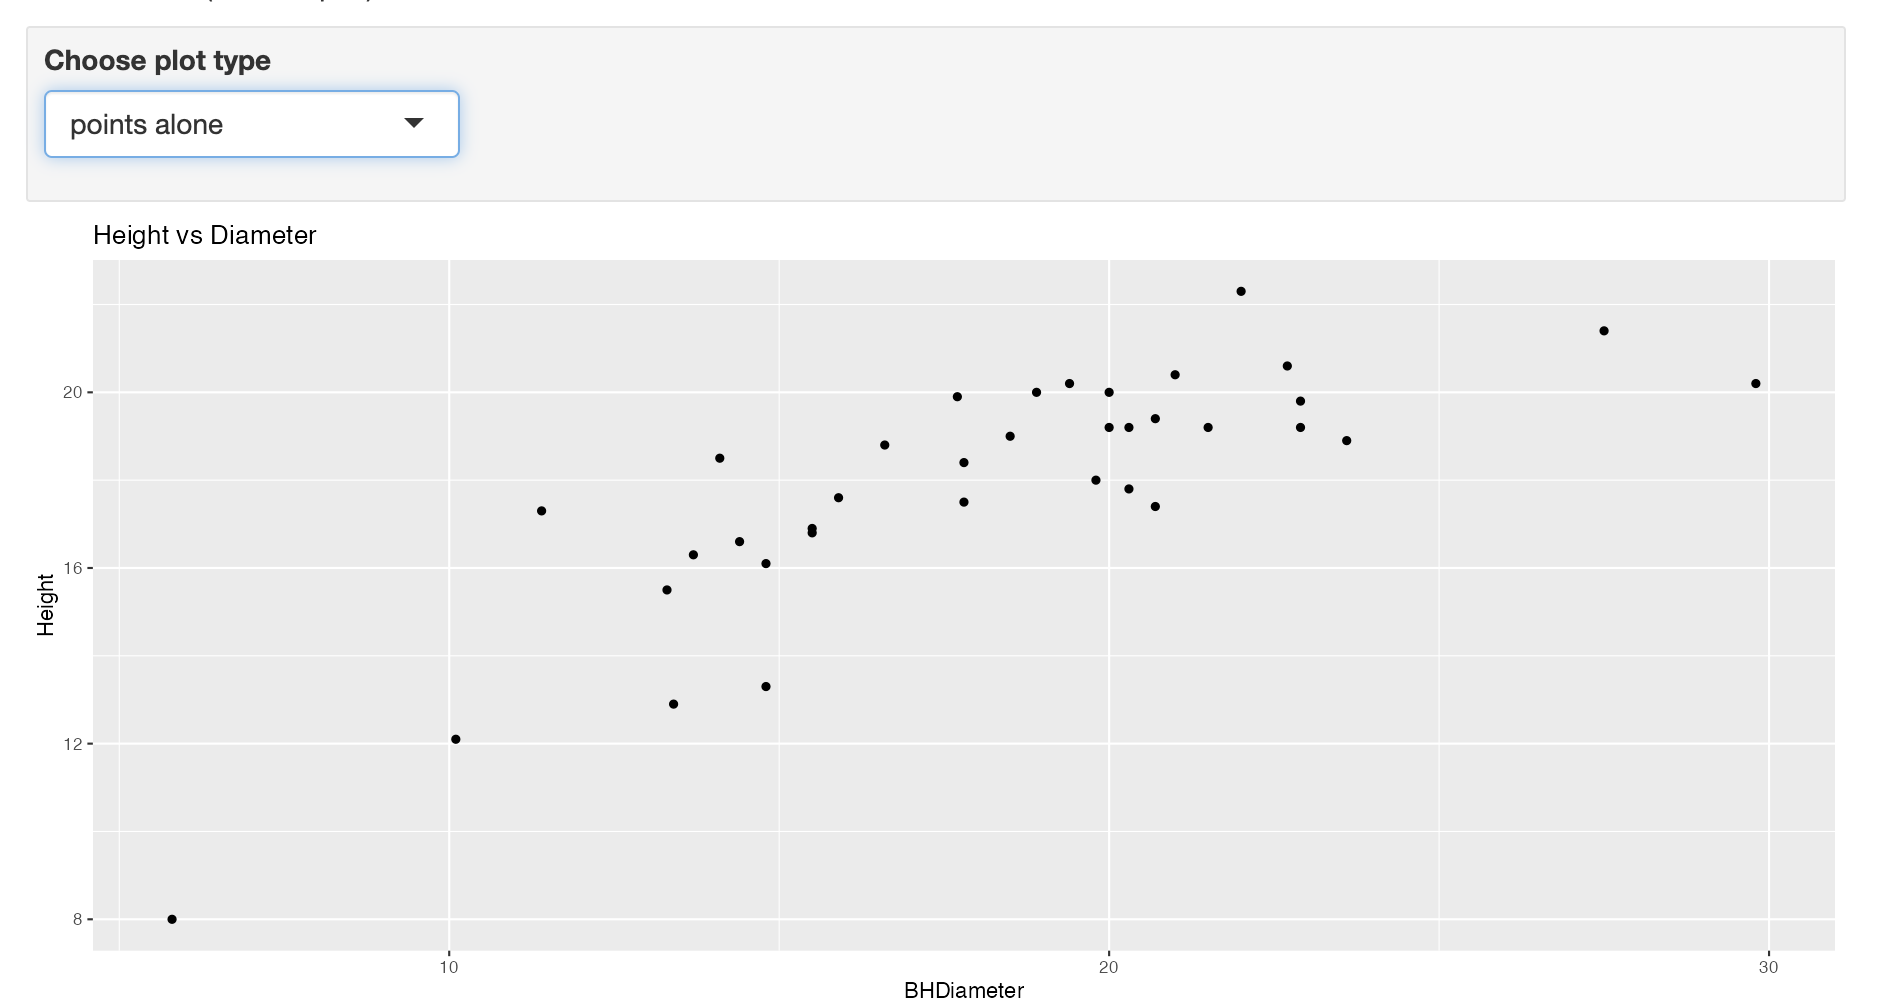 Choose plot type
points alone
Height vs Diameter
20
16
12
8
Height
10 20 30
BHDiameter